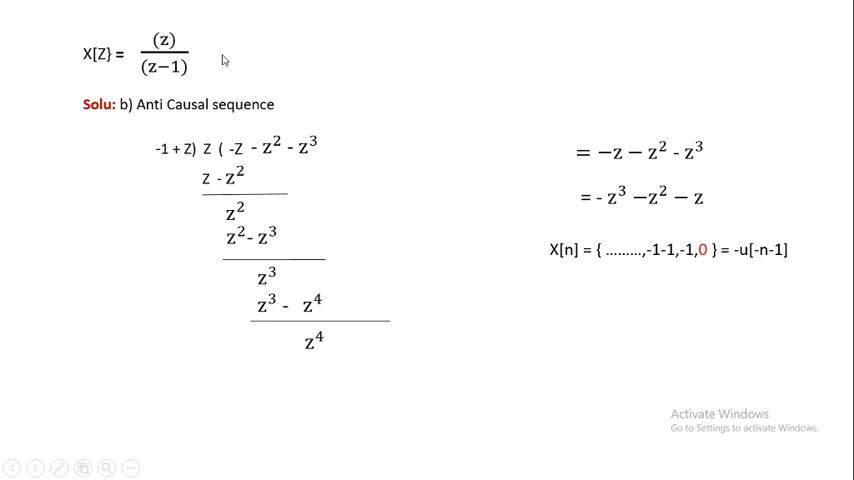 X[Z} = (z)
(z−1)
Solu: b) Anti Causal sequence
-1 + Z) Z ( -Z - z² - z³
Z - z²
z²
z² - z³
z³
z³ - z⁴
z⁴
= −z − z² - z³
= - z³ −z² − z
X[n] = { ………,-1-1,-1,0 } = -u[-n-1]
Activate Windows
Go to Settings to activate Windows.